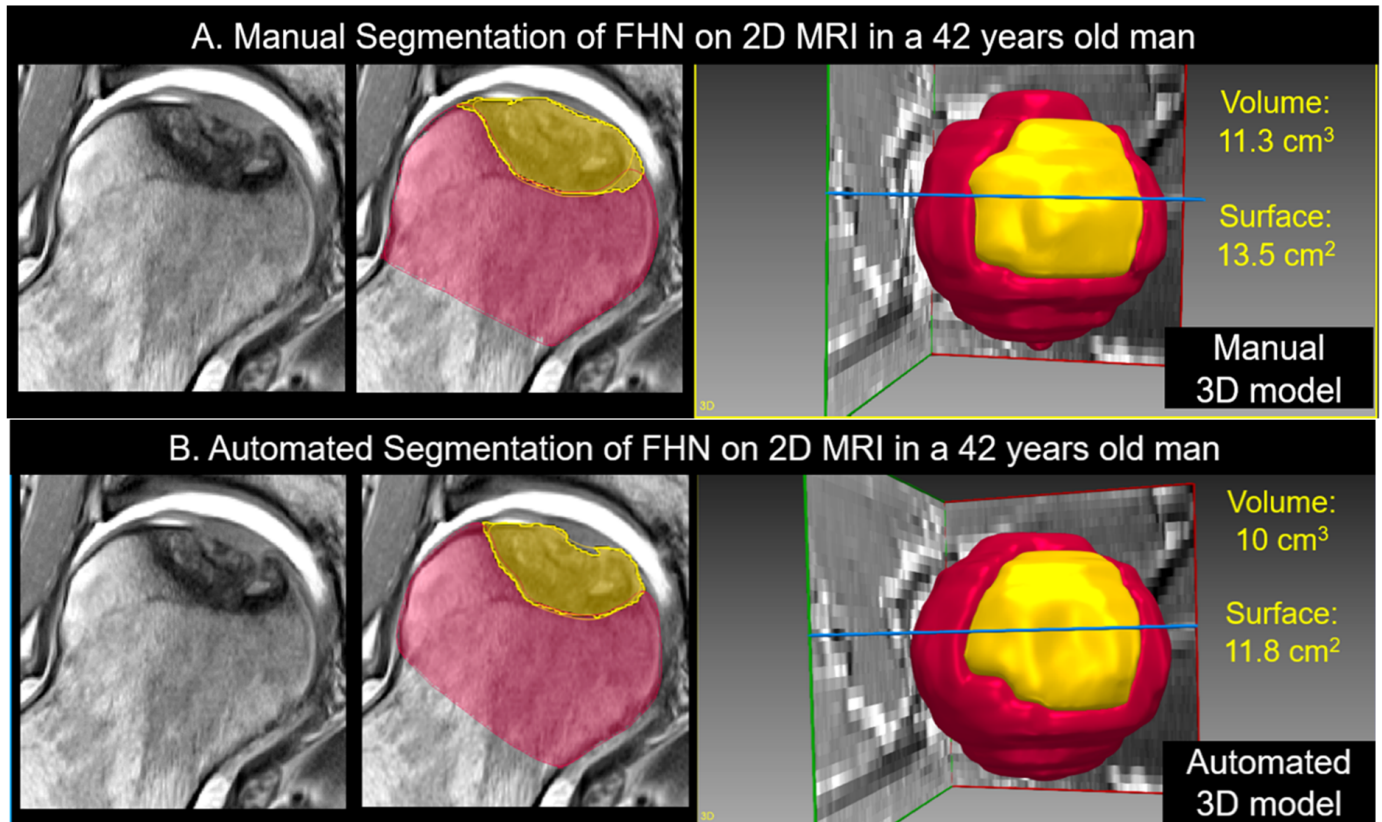 A. Manual Segmentation of FHN on 2D MRI in a 42 years old man
Volume:
11.3 cm³
Surface:
13.5 cm²
Manual
3D model
3D
B. Automated Segmentation of FHN on 2D MRI in a 42 years old man
Volume:
10 cm³
Surface:
11.8 cm²
Automated
3D model
3D